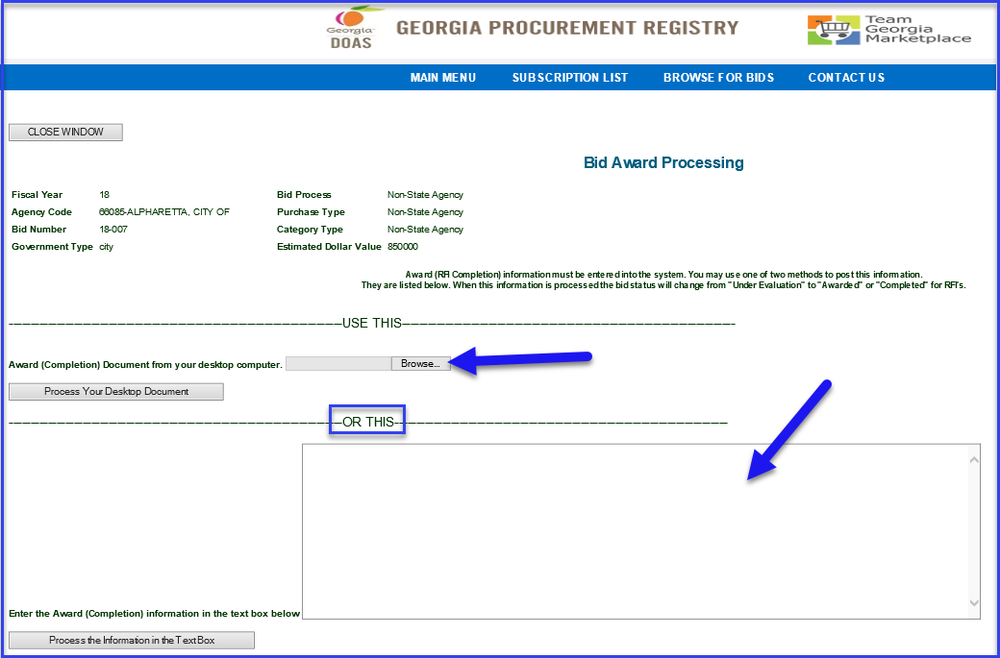 Georgia
DOAS
GEORGIA PROCUREMENT REGISTRY
Team
Georgia
Marketplace
MAIN MENU SUBSCRIPTION LIST BROWSE FOR BIDS CONTACT US
CLOSE WINDOW
Bid Award Processing
Fiscal Year 18 Bid Process Non-State Agency
Agency Code 66085-ALPHARETTA, CITY OF Purchase Type Non-State Agency
Bid Number 18-007 Category Type Non-State Agency
Government Type city Estimated Dollar Value 850000
Award (RFI Completion) information must be entered into the system. You may use one of two methods to post this information.
They are listed below. When this information is processed the bid status will change from "Under Evaluation" to "Awarded" or "Completed" for RFI's.
USE THIS
Award (Completion) Document from your desktop computer. Browse...
Process Your Desktop Document
OR THIS
Enter the Award (Completion) information in the text box below
Process the Information in the Text Box